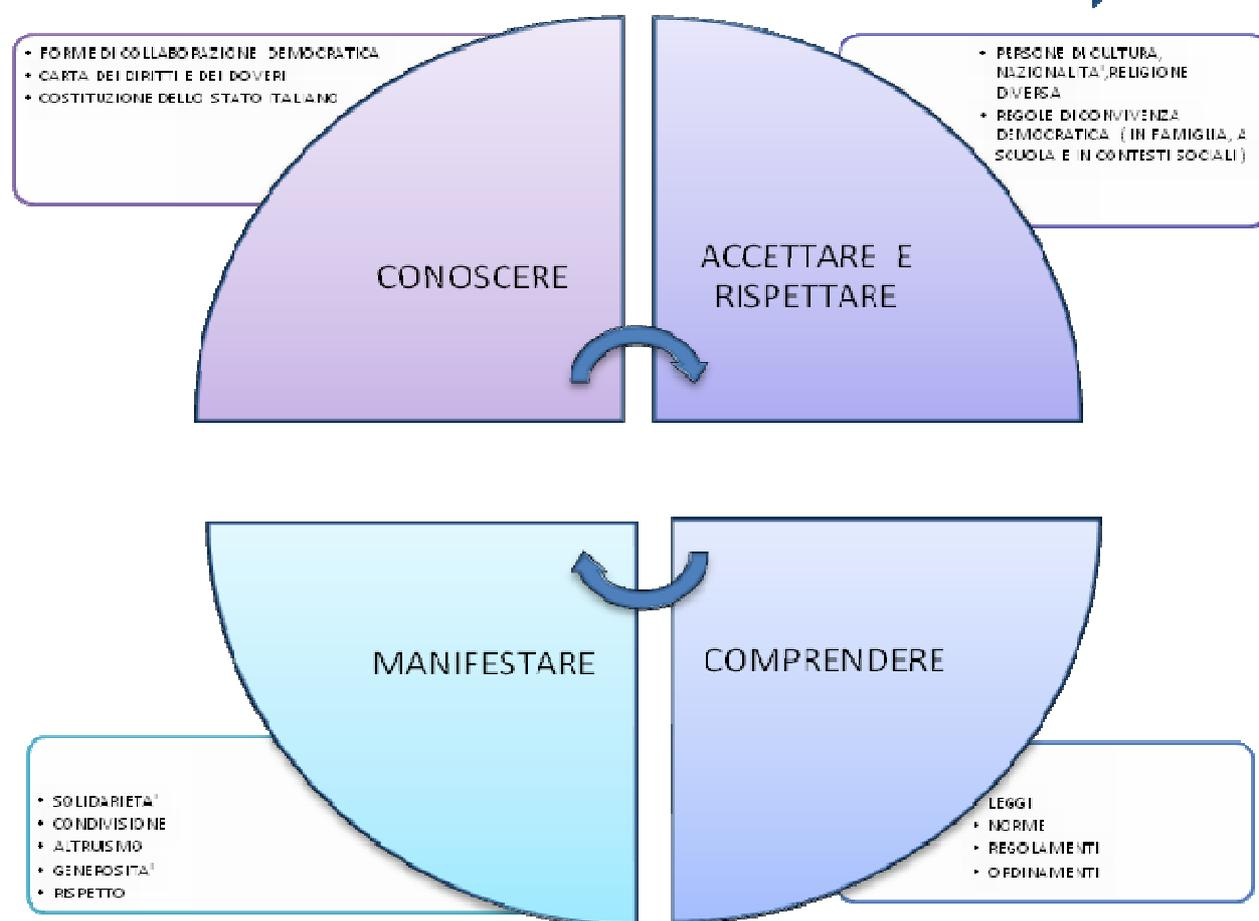 • FORME DI COLLABORAZIONE DEMOCRATICA
• CARTA DEI DIRITTI E DEI DOVERI
• COSTITUZIONE DELLO STATO ITALIANO
• PERSONE DI CULTURA,
NAZIONALITA',RELIGIONE
DIVERSA
• REGOLE DI CONVIVENZA
DEMOCRATICA ( IN FAMIGLIA, A
SCUOLA E IN CONTESTI SOCIALI )
CONOSCERE
ACCETTARE E
RISPETTARE
MANIFESTARE
COMPRENDERE
• SOLIDARIETA'
• CONDIVISIONE
• ALTRUISMO
• GENEROSITA'
• RISPETTO
LEGGI
• NORME
• REGOLAMENTI
• ORDINAMENTI